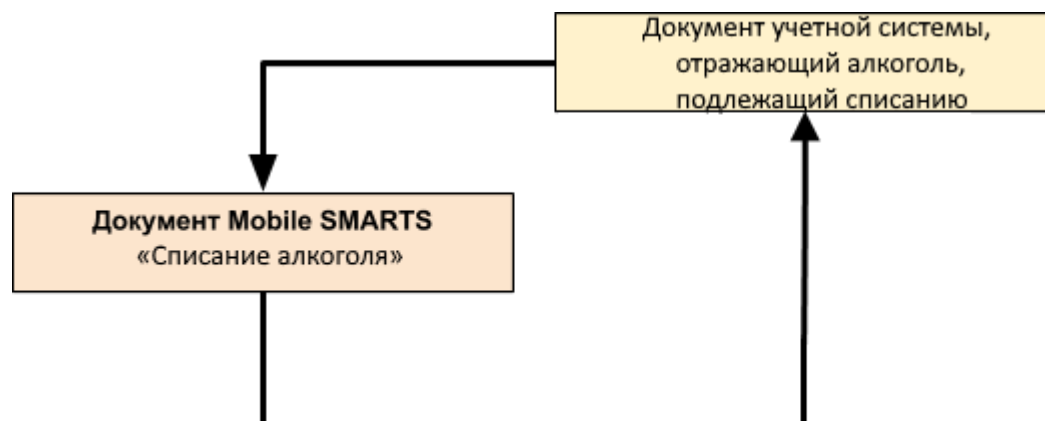 Документ учетной системы,
отражающий алкоголь,
подлежащий списанию
Документ Mobile SMARTS
«Списание алкоголя»